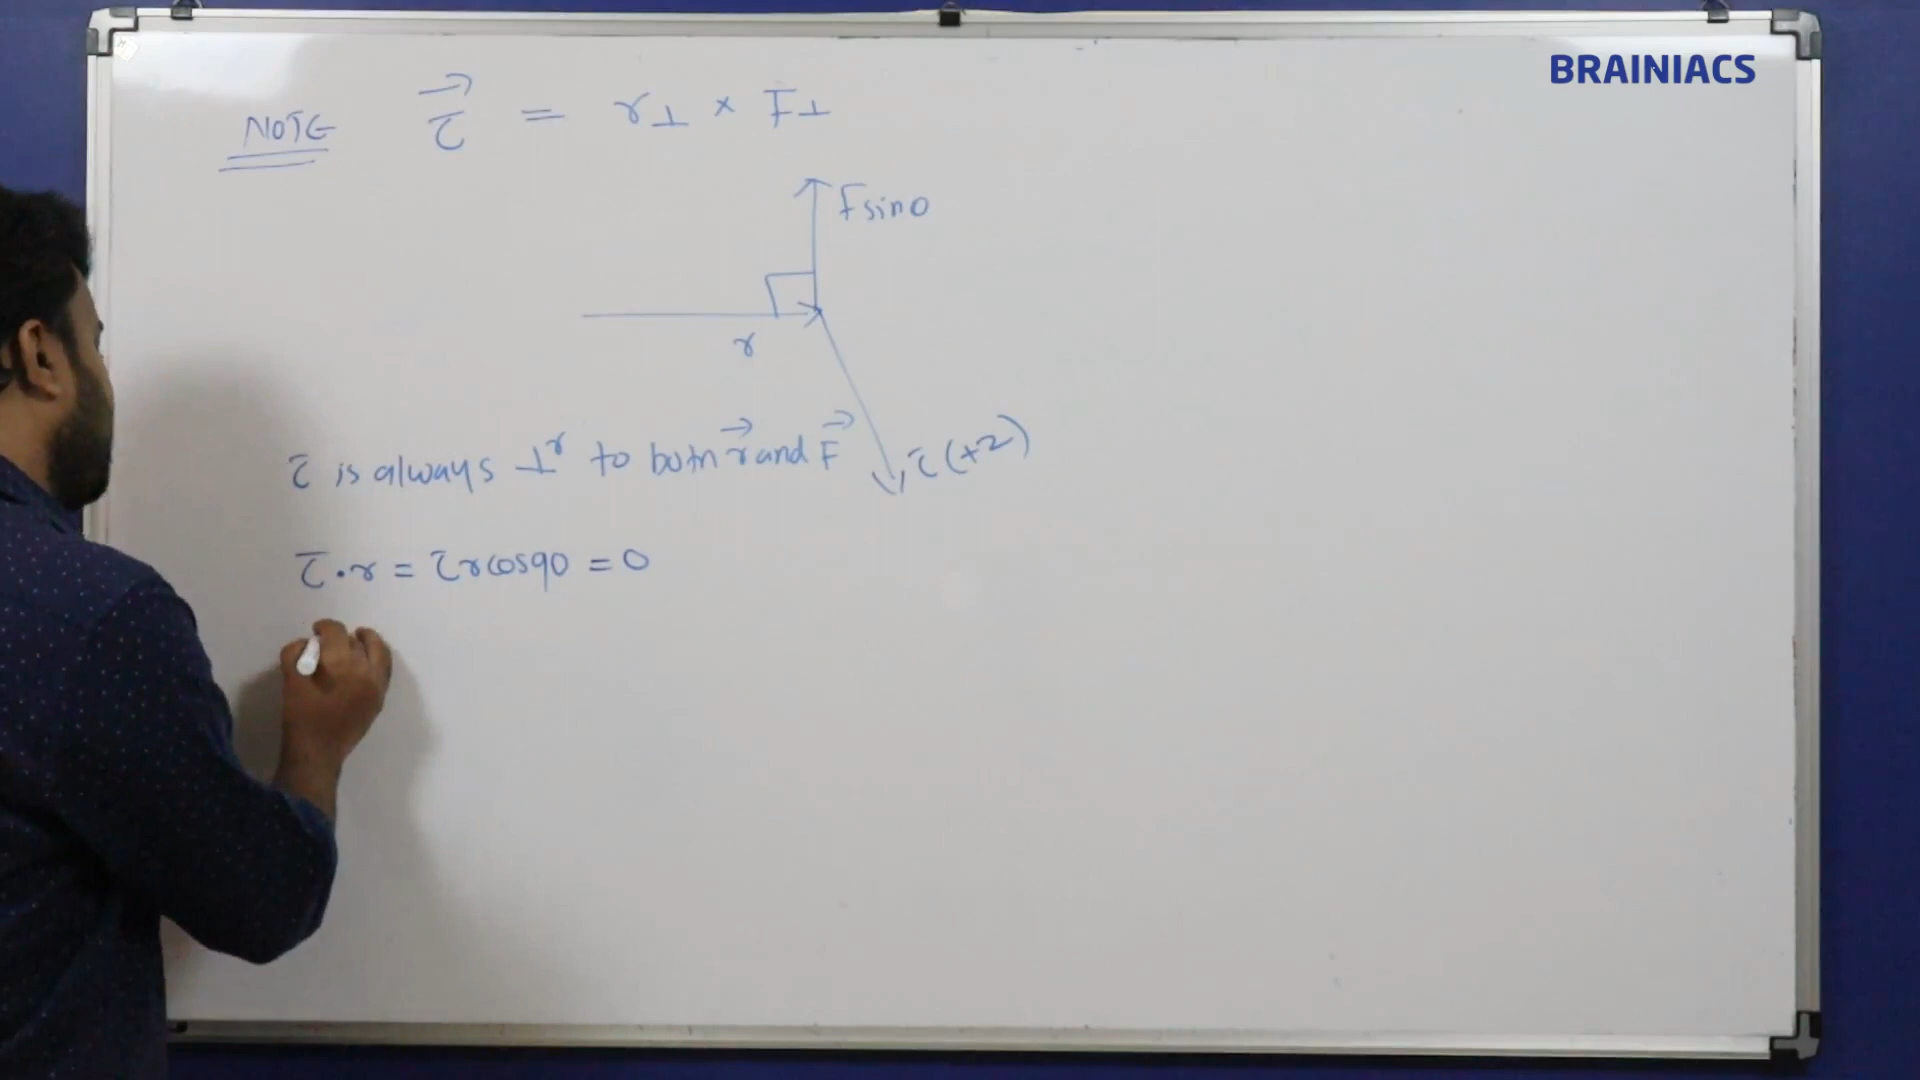 BRAINIACS
NOTE τ⃗ = r⊥ × F⊥
Fsinθ
r
τ is always ⊥ʳ to both r⃗ and F⃗
τ (+z)
τ·r = τrcos90 = 0